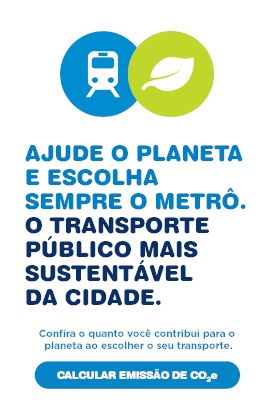 AJUDE O PLANETA
E ESCOLHA
SEMPRE O METRÔ.
O TRANSPORTE
PÚBLICO MAIS
SUSTENTÁVEL
DA CIDADE.
Confira o quanto você contribui para o
planeta ao escolher o seu transporte.
CALCULAR EMISSÃO DE CO₂e